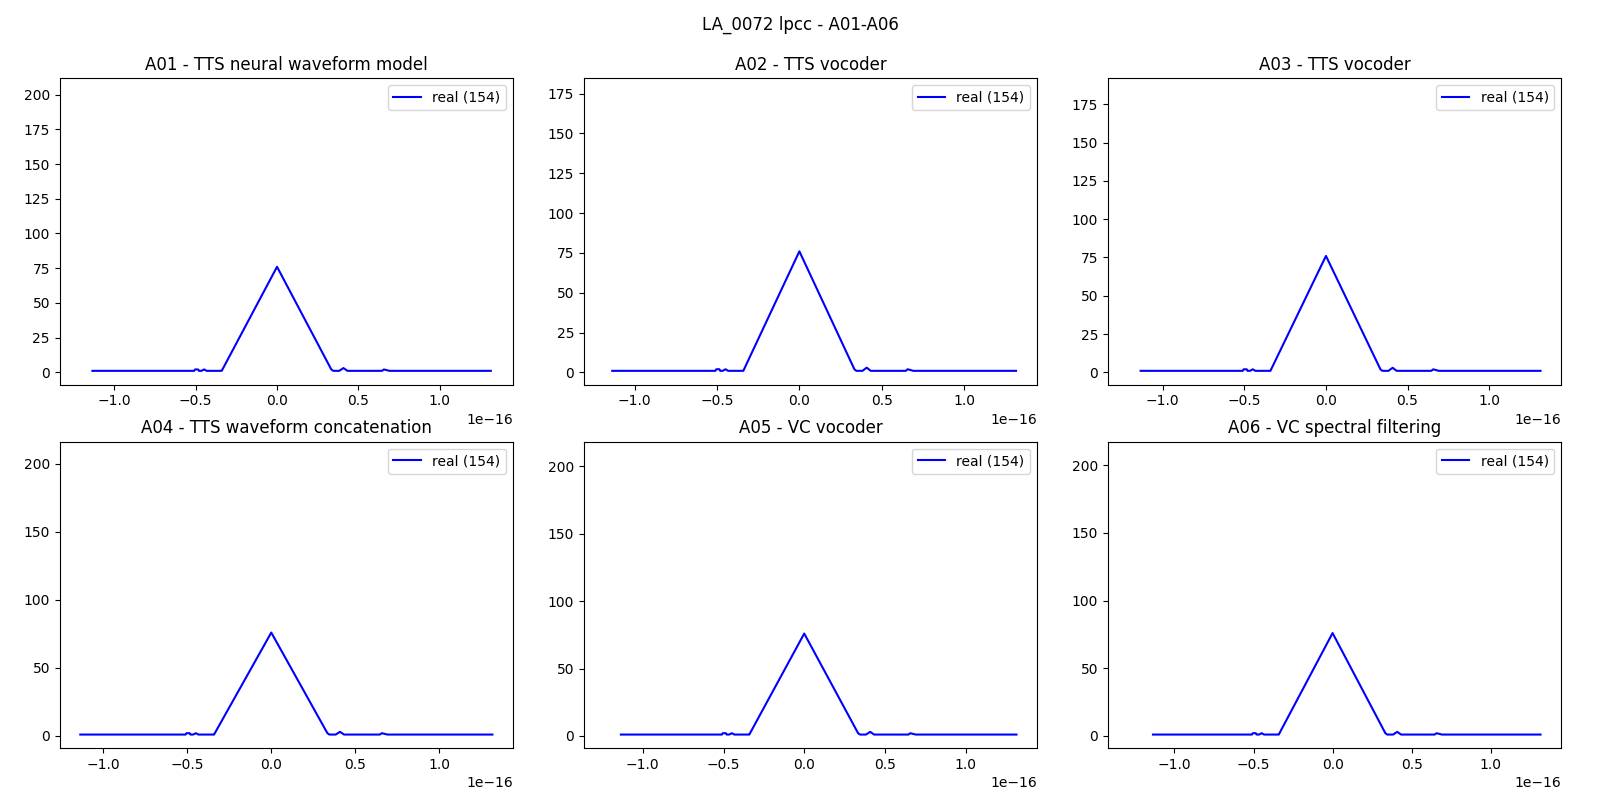 LA_0072 lpcc - A01-A06
A01 - TTS neural waveform model
real (154)
200
175
150
125
100
75
50
25
0
−1.0 −0.5 0.0 0.5 1.0
1e−16
A02 - TTS vocoder
real (154)
175
150
125
100
75
50
25
0
−1.0 −0.5 0.0 0.5 1.0
1e−16
A03 - TTS vocoder
real (154)
175
150
125
100
75
50
25
0
−1.0 −0.5 0.0 0.5 1.0
1e−16
A04 - TTS waveform concatenation
real (154)
200
150
100
50
0
−1.0 −0.5 0.0 0.5 1.0
1e−16
A05 - VC vocoder
real (154)
200
150
100
50
0
−1.0 −0.5 0.0 0.5 1.0
1e−16
A06 - VC spectral filtering
real (154)
200
150
100
50
0
−1.0 −0.5 0.0 0.5 1.0
1e−16